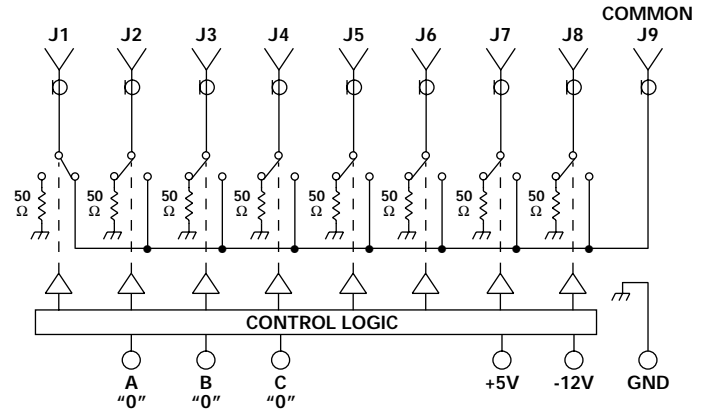 COMMON
J1 J2 J3 J4 J5 J6 J7 J8 J9
50 50 50 50 50 50 50 50
Ω Ω Ω Ω Ω Ω Ω Ω
CONTROL LOGIC
A B C +5V -12V GND
“0” “0” “0”